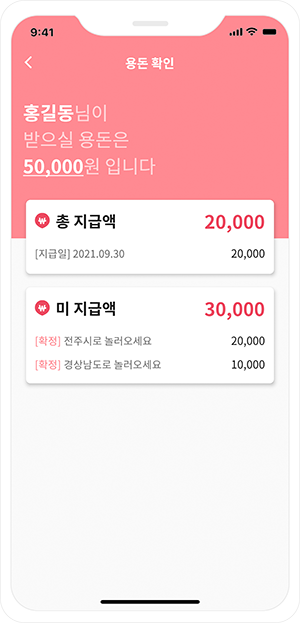 9:41
용돈 확인
홍길동님이
받으실 용돈은
50,000원 입니다
₩ 총 지급액 20,000
[지급일] 2021.09.30 20,000
₩ 미 지급액 30,000
[확정] 전주시로 놀러오세요 20,000
[확정] 경상남도로 놀러오세요 10,000